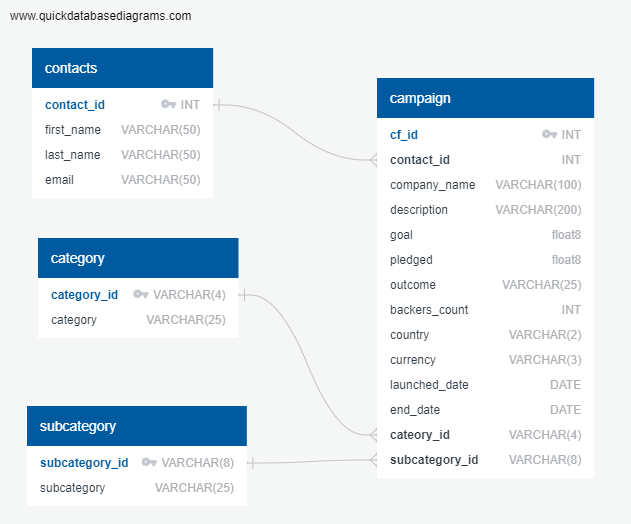 www.quickdatabasediagrams.com
contacts
contact_id INT
first_name VARCHAR(50)
last_name VARCHAR(50)
email VARCHAR(50)
category
category_id VARCHAR(4)
category VARCHAR(25)
subcategory
subcategory_id VARCHAR(8)
subcategory VARCHAR(25)
campaign
cf_id INT
contact_id INT
company_name VARCHAR(100)
description VARCHAR(200)
goal float8
pledged float8
outcome VARCHAR(25)
backers_count INT
country VARCHAR(2)
currency VARCHAR(3)
launched_date DATE
end_date DATE
cateory_id VARCHAR(4)
subcategory_id VARCHAR(8)